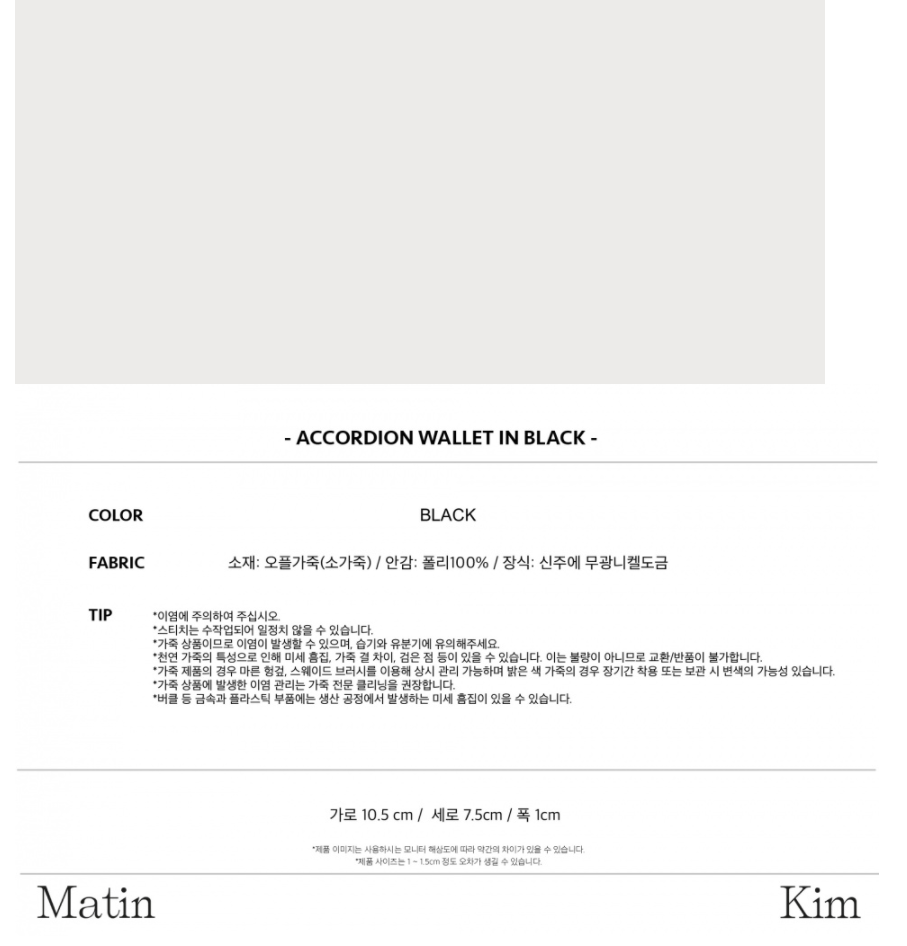 - ACCORDION WALLET IN BLACK -
COLOR BLACK
FABRIC 소재: 오플가죽(소가죽) / 안감: 폴리100% / 장식: 신주에 무광니켈도금
TIP *이염에 주의하여 주십시오.
*스티치는 수작업되어 일정치 않을 수 있습니다.
*가죽 상품이므로 이염이 발생할 수 있으며, 습기와 유분기에 유의해주세요.
*천연 가죽의 특성으로 인해 미세 흠집, 가죽 결 차이, 검은 점 등이 있을 수 있습니다. 이는 불량이 아니므로 교환/반품이 불가합니다.
*가죽 제품의 경우 마른 헝겊, 스웨이드 브러시를 이용해 상시 관리 가능하며 밝은 색 가죽의 경우 장기간 착용 또는 보관 시 변색의 가능성 있습니다.
*가죽 상품에 발생한 이염 관리는 가죽 전문 클리닝을 권장합니다.
*버클 등 금속과 플라스틱 부품에는 생산 공정에서 발생하는 미세 흠집이 있을 수 있습니다.
가로 10.5 cm / 세로 7.5cm / 폭 1cm
*제품 이미지는 사용하시는 모니터 해상도에 따라 약간의 차이가 있을 수 있습니다.
*제품 사이즈는 1 ~ 1.5cm 정도 오차가 생길 수 있습니다.
Matin Kim